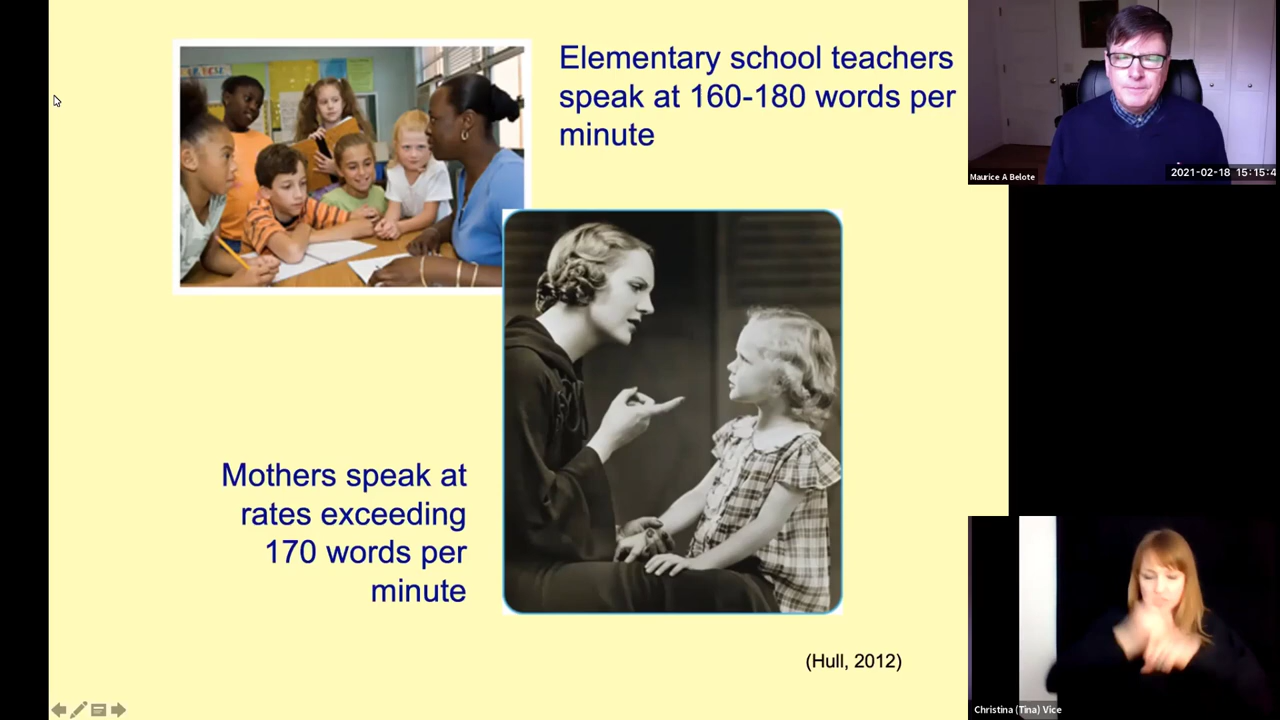 Elementary school teachers
speak at 160-180 words per
minute
Mothers speak at
rates exceeding
170 words per
minute
(Hull, 2012)
Maurice A Belote
2021-02-18 15:15:4
Christina (Tina) Vice